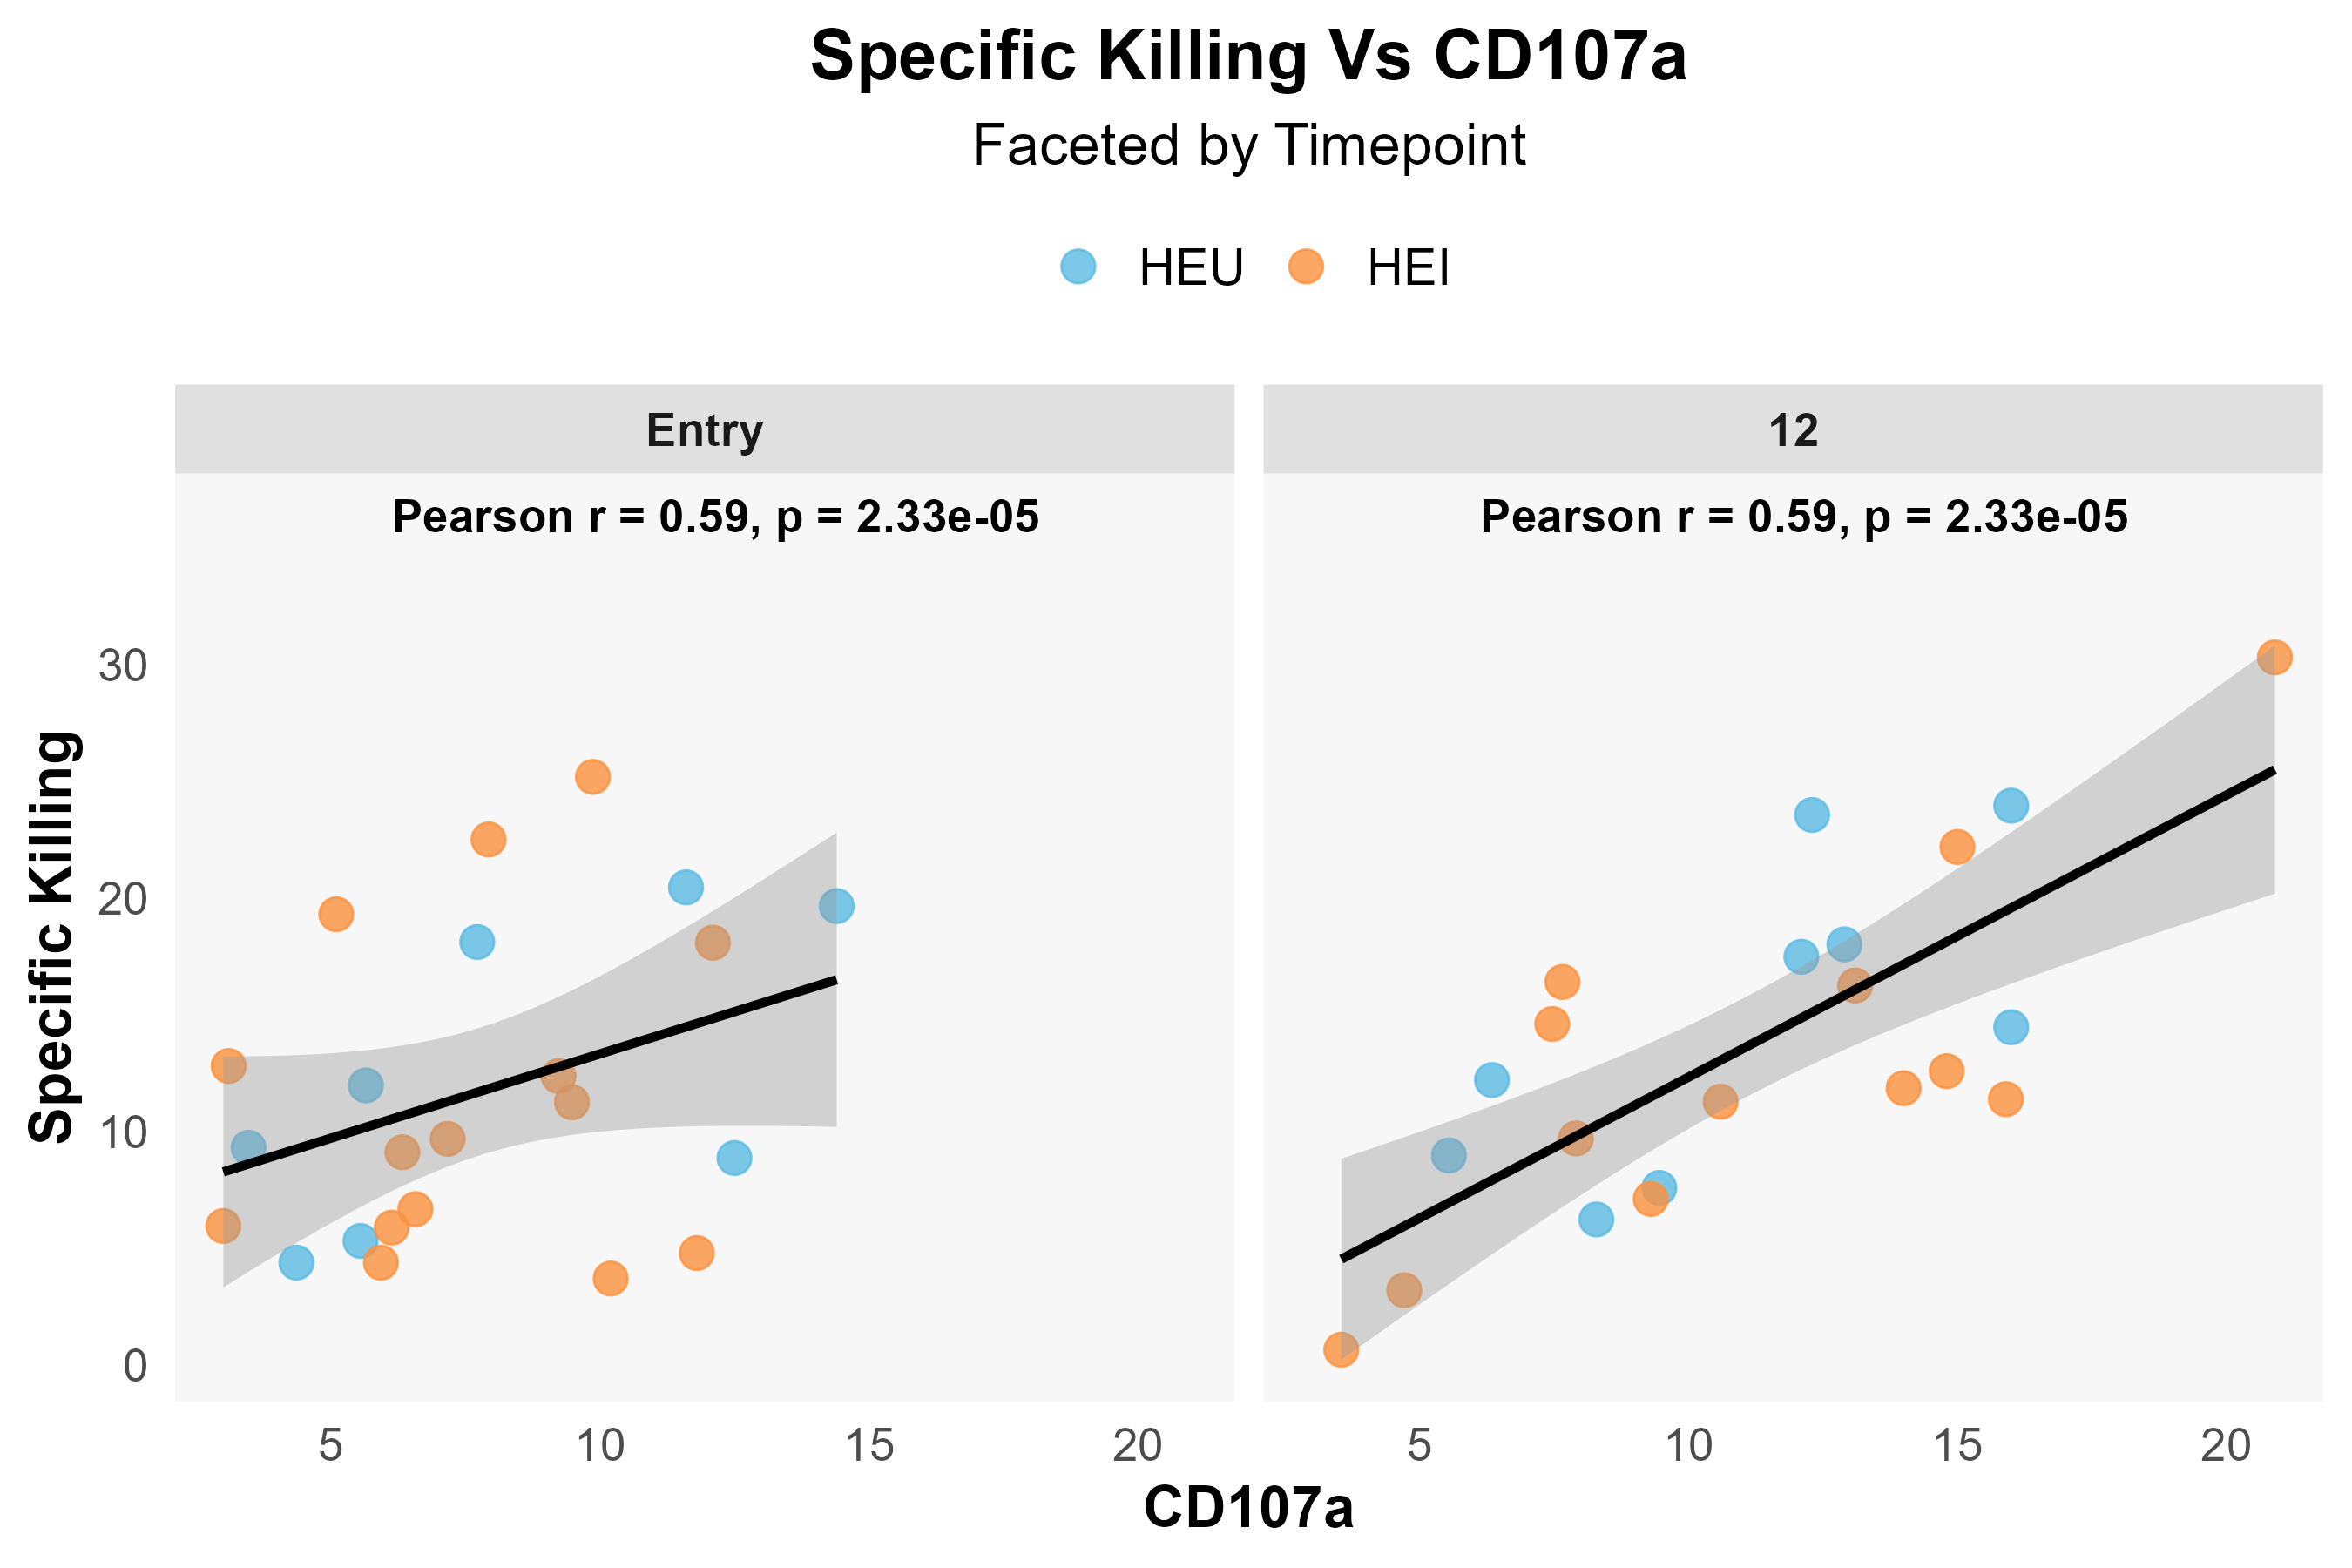 Specific Killing Vs CD107a
Faceted by Timepoint
HEU HEI
Entry
12
Pearson r = 0.59, p = 2.33e-05
Pearson r = 0.59, p = 2.33e-05
Specific Killing
30
20
10
0
5 10 15 20
5 10 15 20
CD107a